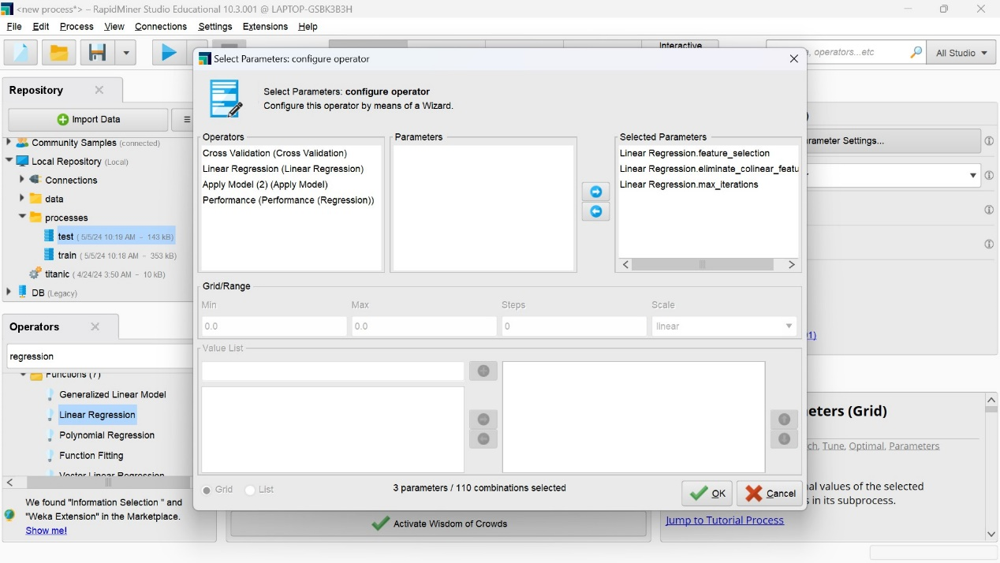 <new process*> – RapidMiner Studio Educational 10.3.001 @ LAPTOP-GSBK3B3H
File Edit Process View Connections Settings Extensions Help
Interactive
, operators...etc
All Studio
Repository
Import Data
Community Samples (connected)
Local Repository (Local)
Connections
data
processes
test ( 5/5/24 10:19 AM – 143 kB)
train ( 5/5/24 10:18 AM – 353 kB)
titanic ( 4/24/24 3:50 AM – 10 kB)
DB (Legacy)
Operators
regression
Functions (7)
Generalized Linear Model
Linear Regression
Polynomial Regression
Function Fitting
Vector Linear Regression
We found "Information Selection " and
"Weka Extension" in the Marketplace.
Show me!
Select Parameters: configure operator
Select Parameters: configure operator
Configure this operator by means of a Wizard.
Operators
Cross Validation (Cross Validation)
Linear Regression (Linear Regression)
Apply Model (2) (Apply Model)
Performance (Performance (Regression))
Parameters
Selected Parameters
Linear Regression.feature_selection
Linear Regression.eliminate_colinear_featu
Linear Regression.max_iterations
Grid/Range
Min Max Steps Scale
0.0 0.0 0 linear
Value List
Grid List
3 parameters / 110 combinations selected
OK
Cancel
Activate Wisdom of Crowds
rameter Settings...
eters (Grid)
ch, Tune, Optimal, Parameters
al values of the selected
s in its subprocess.
Jump to Tutorial Process